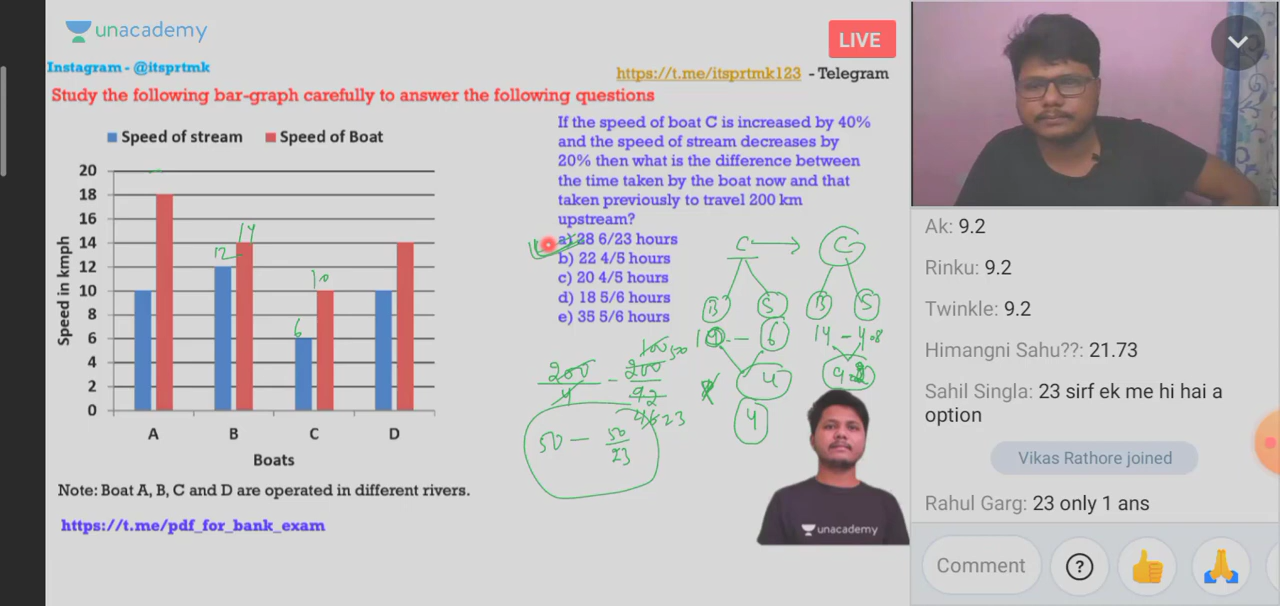 unacademy
LIVE
Instagram - @itsprtmk
https://t.me/itsprtmk123 - Telegram
Study the following bar-graph carefully to answer the following questions
Speed of stream
Speed of Boat
20
18
16
14
12
10
8
6
4
2
0
Speed in kmph
14
12
10
6
A
B
C
D
Boats
Note: Boat A, B, C and D are operated in different rivers.
https://t.me/pdf_for_bank_exam
If the speed of boat C is increased by 40%
and the speed of stream decreases by
20% then what is the difference between
the time taken by the boat now and that
taken previously to travel 200 km
upstream?
a) 28 6/23 hours
b) 22 4/5 hours
c) 20 4/5 hours
d) 18 5/6 hours
e) 35 5/6 hours
C
C
B
S
B
S
6
14 - 4.8
4
9.2
4
100 50
200 - 200
4
92
46 23
50 - 50
23
unacademy
Ak: 9.2
Rinku: 9.2
Twinkle: 9.2
Himangni Sahu??: 21.73
Sahil Singla: 23 sirf ek me hi hai a
option
Vikas Rathore joined
Rahul Garg: 23 only 1 ans
Comment
?